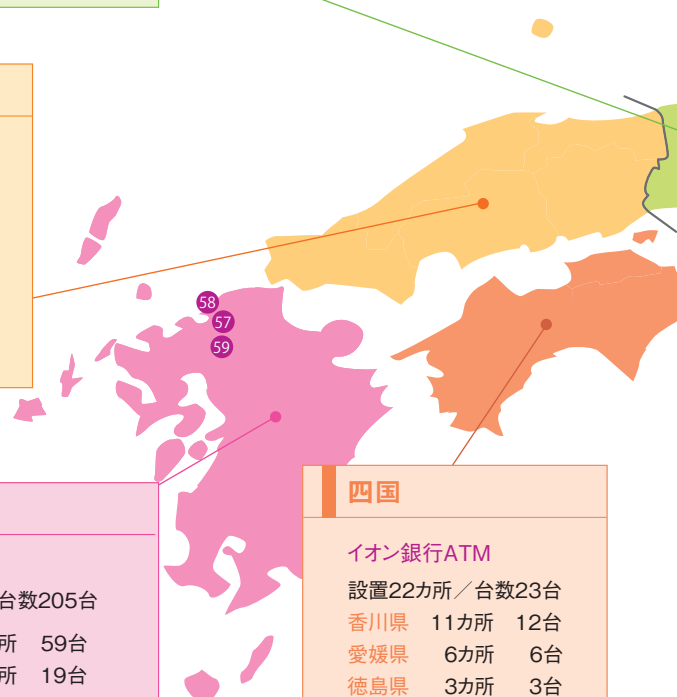 58
57
59
台数205台
所 59台
所 19台
四国
イオン銀行ATM
設置22カ所／台数23台
香川県 11カ所 12台
愛媛県 6カ所 6台
徳島県 3カ所 3台